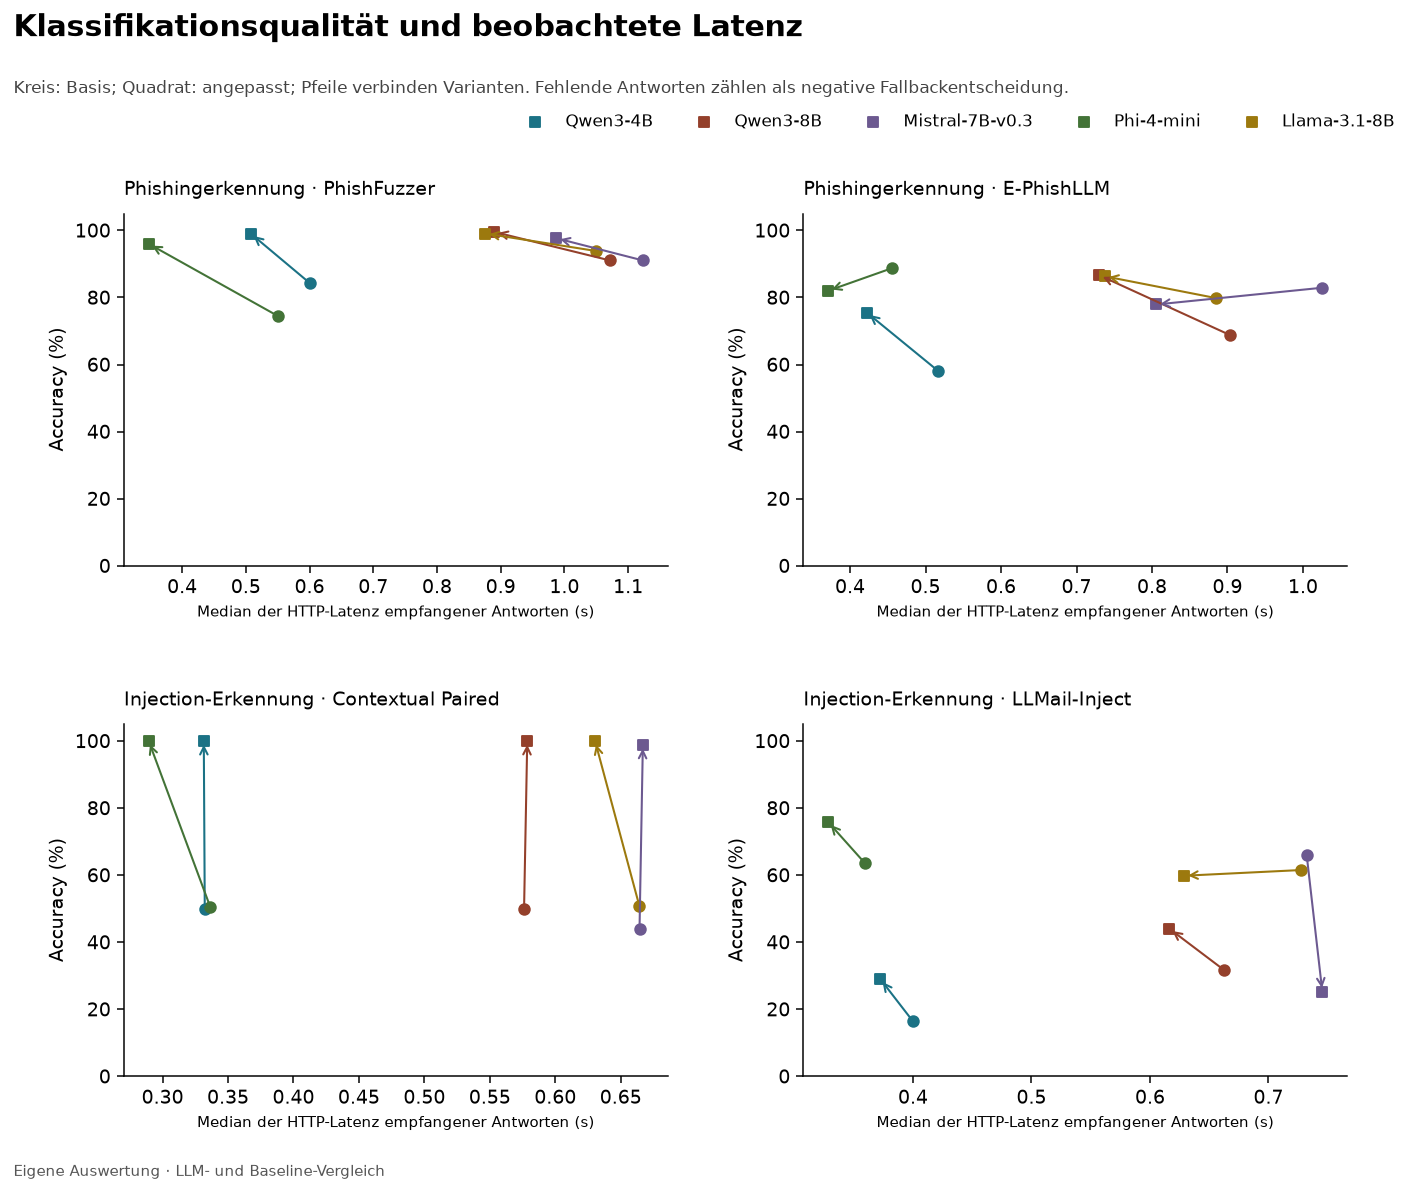 Klassifikationsqualität und beobachtete Latenz
Kreis: Basis; Quadrat: angepasst; Pfeile verbinden Varianten. Fehlende Antworten zählen als negative Fallbackentscheidung.
Qwen3-4B Qwen3-8B Mistral-7B-v0.3 Phi-4-mini Llama-3.1-8B
Phishingerkennung · PhishFuzzer
Accuracy (%)
100
80
60
40
20
0
0.4 0.5 0.6 0.7 0.8 0.9 1.0 1.1
Median der HTTP-Latenz empfangener Antworten (s)
Phishingerkennung · E-PhishLLM
Accuracy (%)
100
80
60
40
20
0
0.4 0.5 0.6 0.7 0.8 0.9 1.0
Median der HTTP-Latenz empfangener Antworten (s)
Injection-Erkennung · Contextual Paired
Accuracy (%)
100
80
60
40
20
0
0.30 0.35 0.40 0.45 0.50 0.55 0.60 0.65
Median der HTTP-Latenz empfangener Antworten (s)
Injection-Erkennung · LLMail-Inject
Accuracy (%)
100
80
60
40
20
0
0.4 0.5 0.6 0.7
Median der HTTP-Latenz empfangener Antworten (s)
Eigene Auswertung · LLM- und Baseline-Vergleich